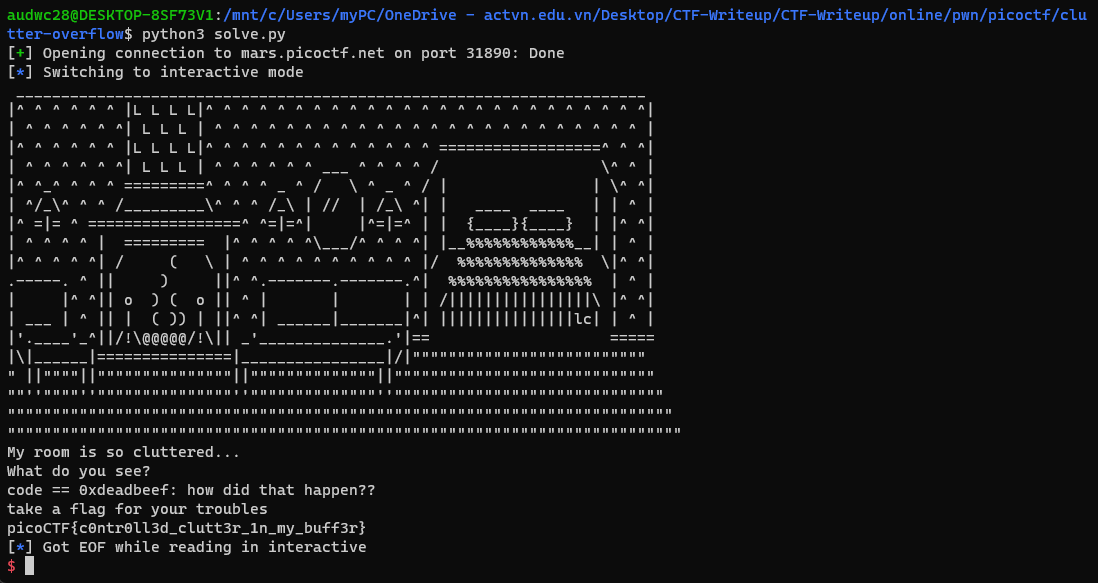 audwc28@DESKTOP-8SF73V1:/mnt/c/Users/myPC/OneDrive - actvn.edu.vn/Desktop/CTF-Writeup/CTF-Writeup/online/pwn/picoctf/clu
tter-overflow$ python3 solve.py
[+] Opening connection to mars.picoctf.net on port 31890: Done
[*] Switching to interactive mode
lc
My room is so cluttered...
What do you see?
code == 0xdeadbeef: how did that happen??
take a flag for your troubles
picoCTF{c0ntr0ll3d_clutt3r_1n_my_buff3r}
[*] Got EOF while reading in interactive
$